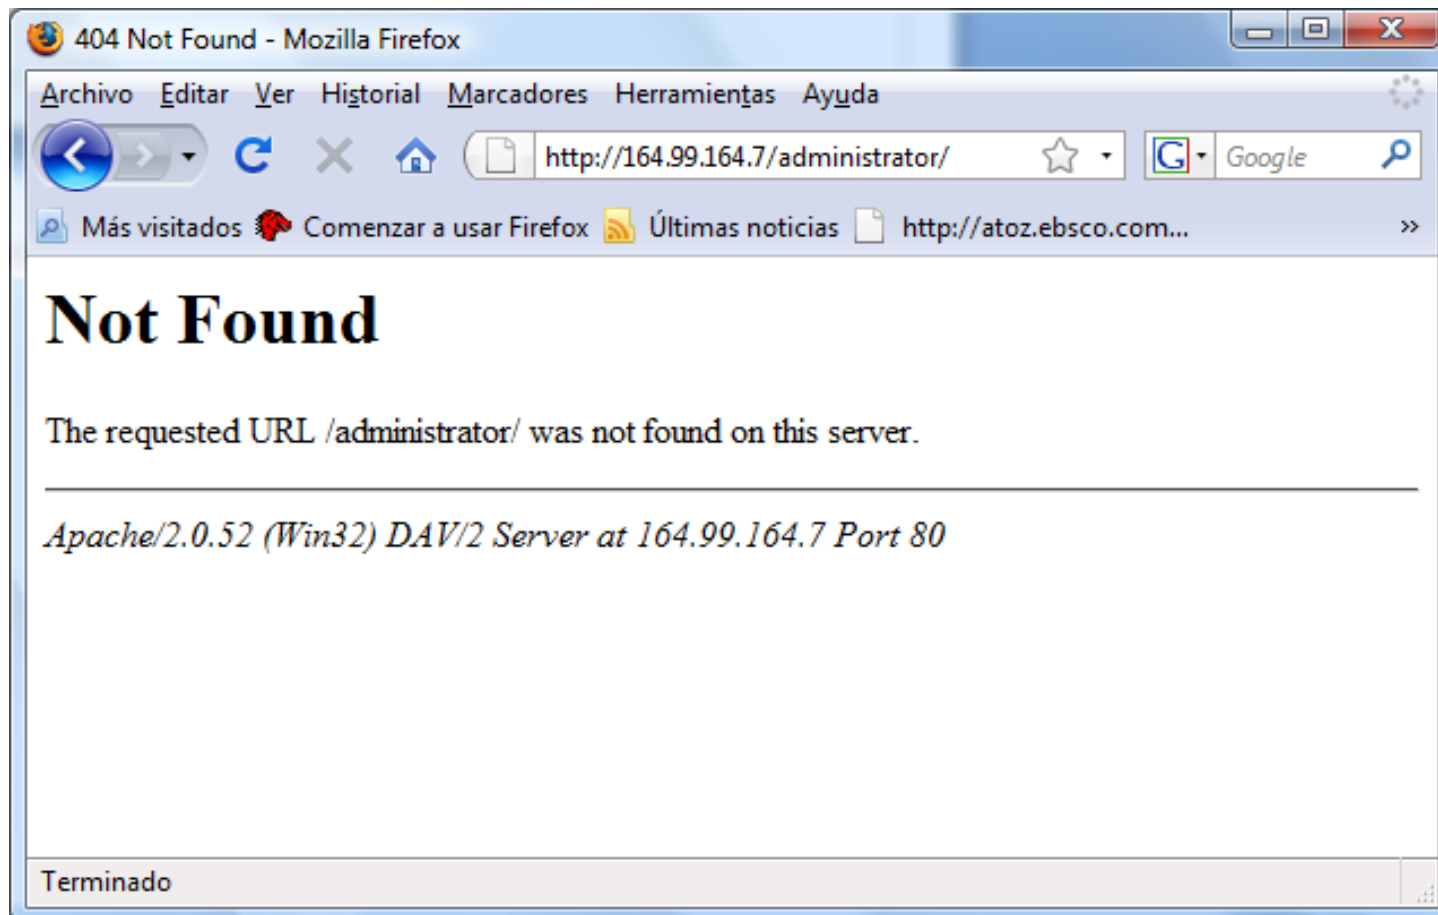 404 Not Found - Mozilla Firefox
Archivo Editar Ver Historial Marcadores Herramientas Ayuda
http://164.99.164.7/administrator/ G Google
Más visitados Comenzar a usar Firefox Últimas noticias http://atoz.ebsco.com... »
Not Found
The requested URL /administrator/ was not found on this server.
Apache/2.0.52 (Win32) DAV/2 Server at 164.99.164.7 Port 80
Terminado